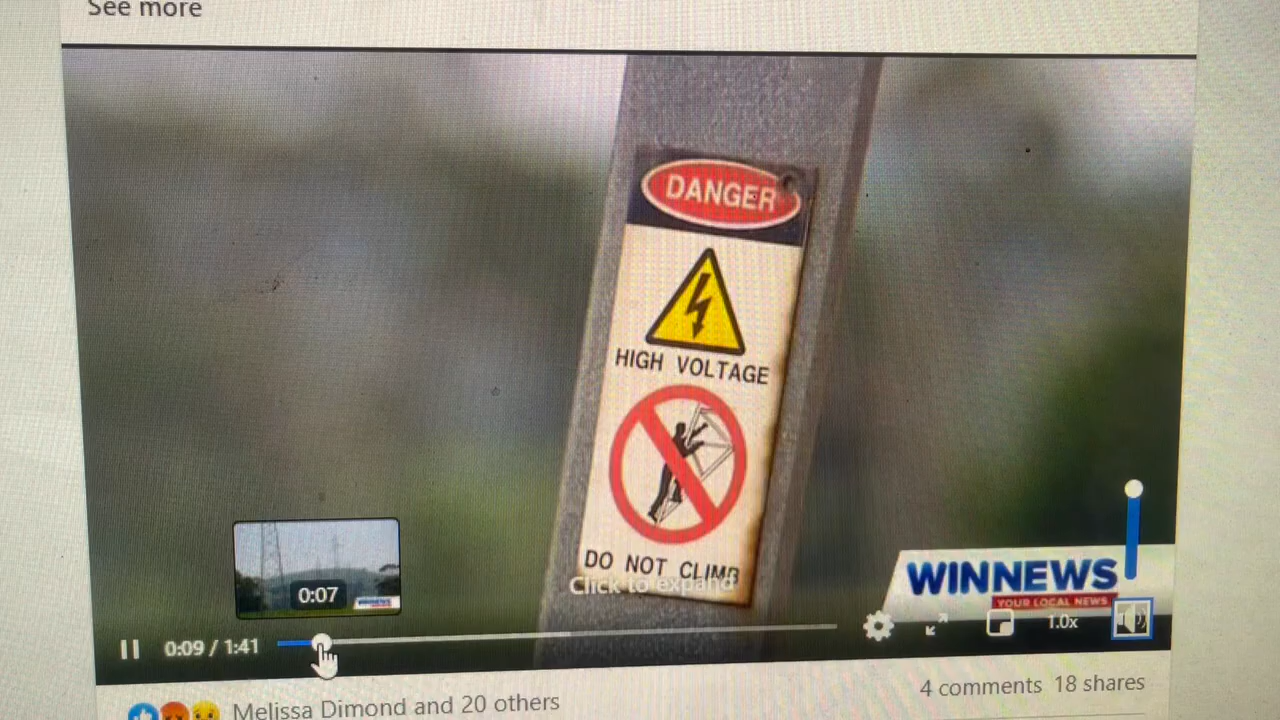 See more
DANGER
HIGH VOLTAGE
DO NOT CLIMB
Click to expand
WINNEWS
YOUR LOCAL NEWS
0:07
WINNEWS
0:09 / 1:41
1.0x
Melissa Dimond and 20 others
4 comments 18 shares